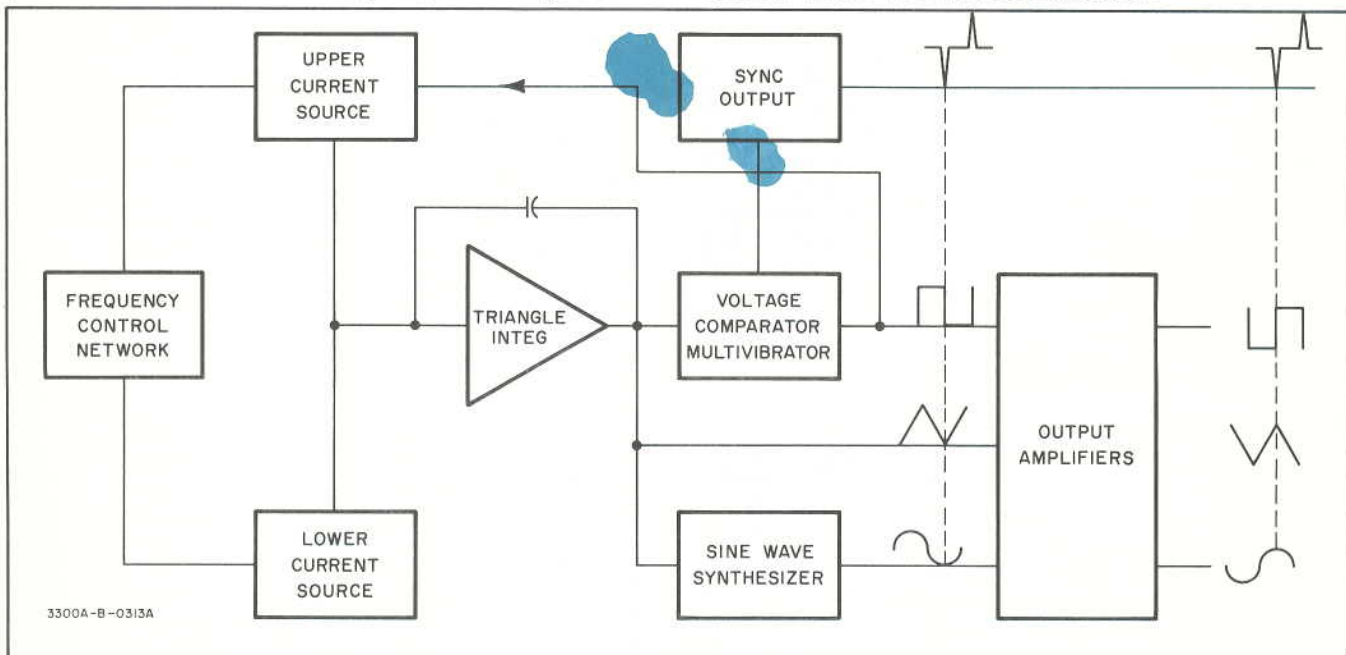 UPPER
CURRENT
SOURCE
SYNC
OUTPUT
FREQUENCY
CONTROL
NETWORK
TRIANGLE
INTEG
VOLTAGE
COMPARATOR
MULTIVIBRATOR
OUTPUT
AMPLIFIERS
LOWER
CURRENT
SOURCE
SINE WAVE
SYNTHESIZER
3300A-B-0313A